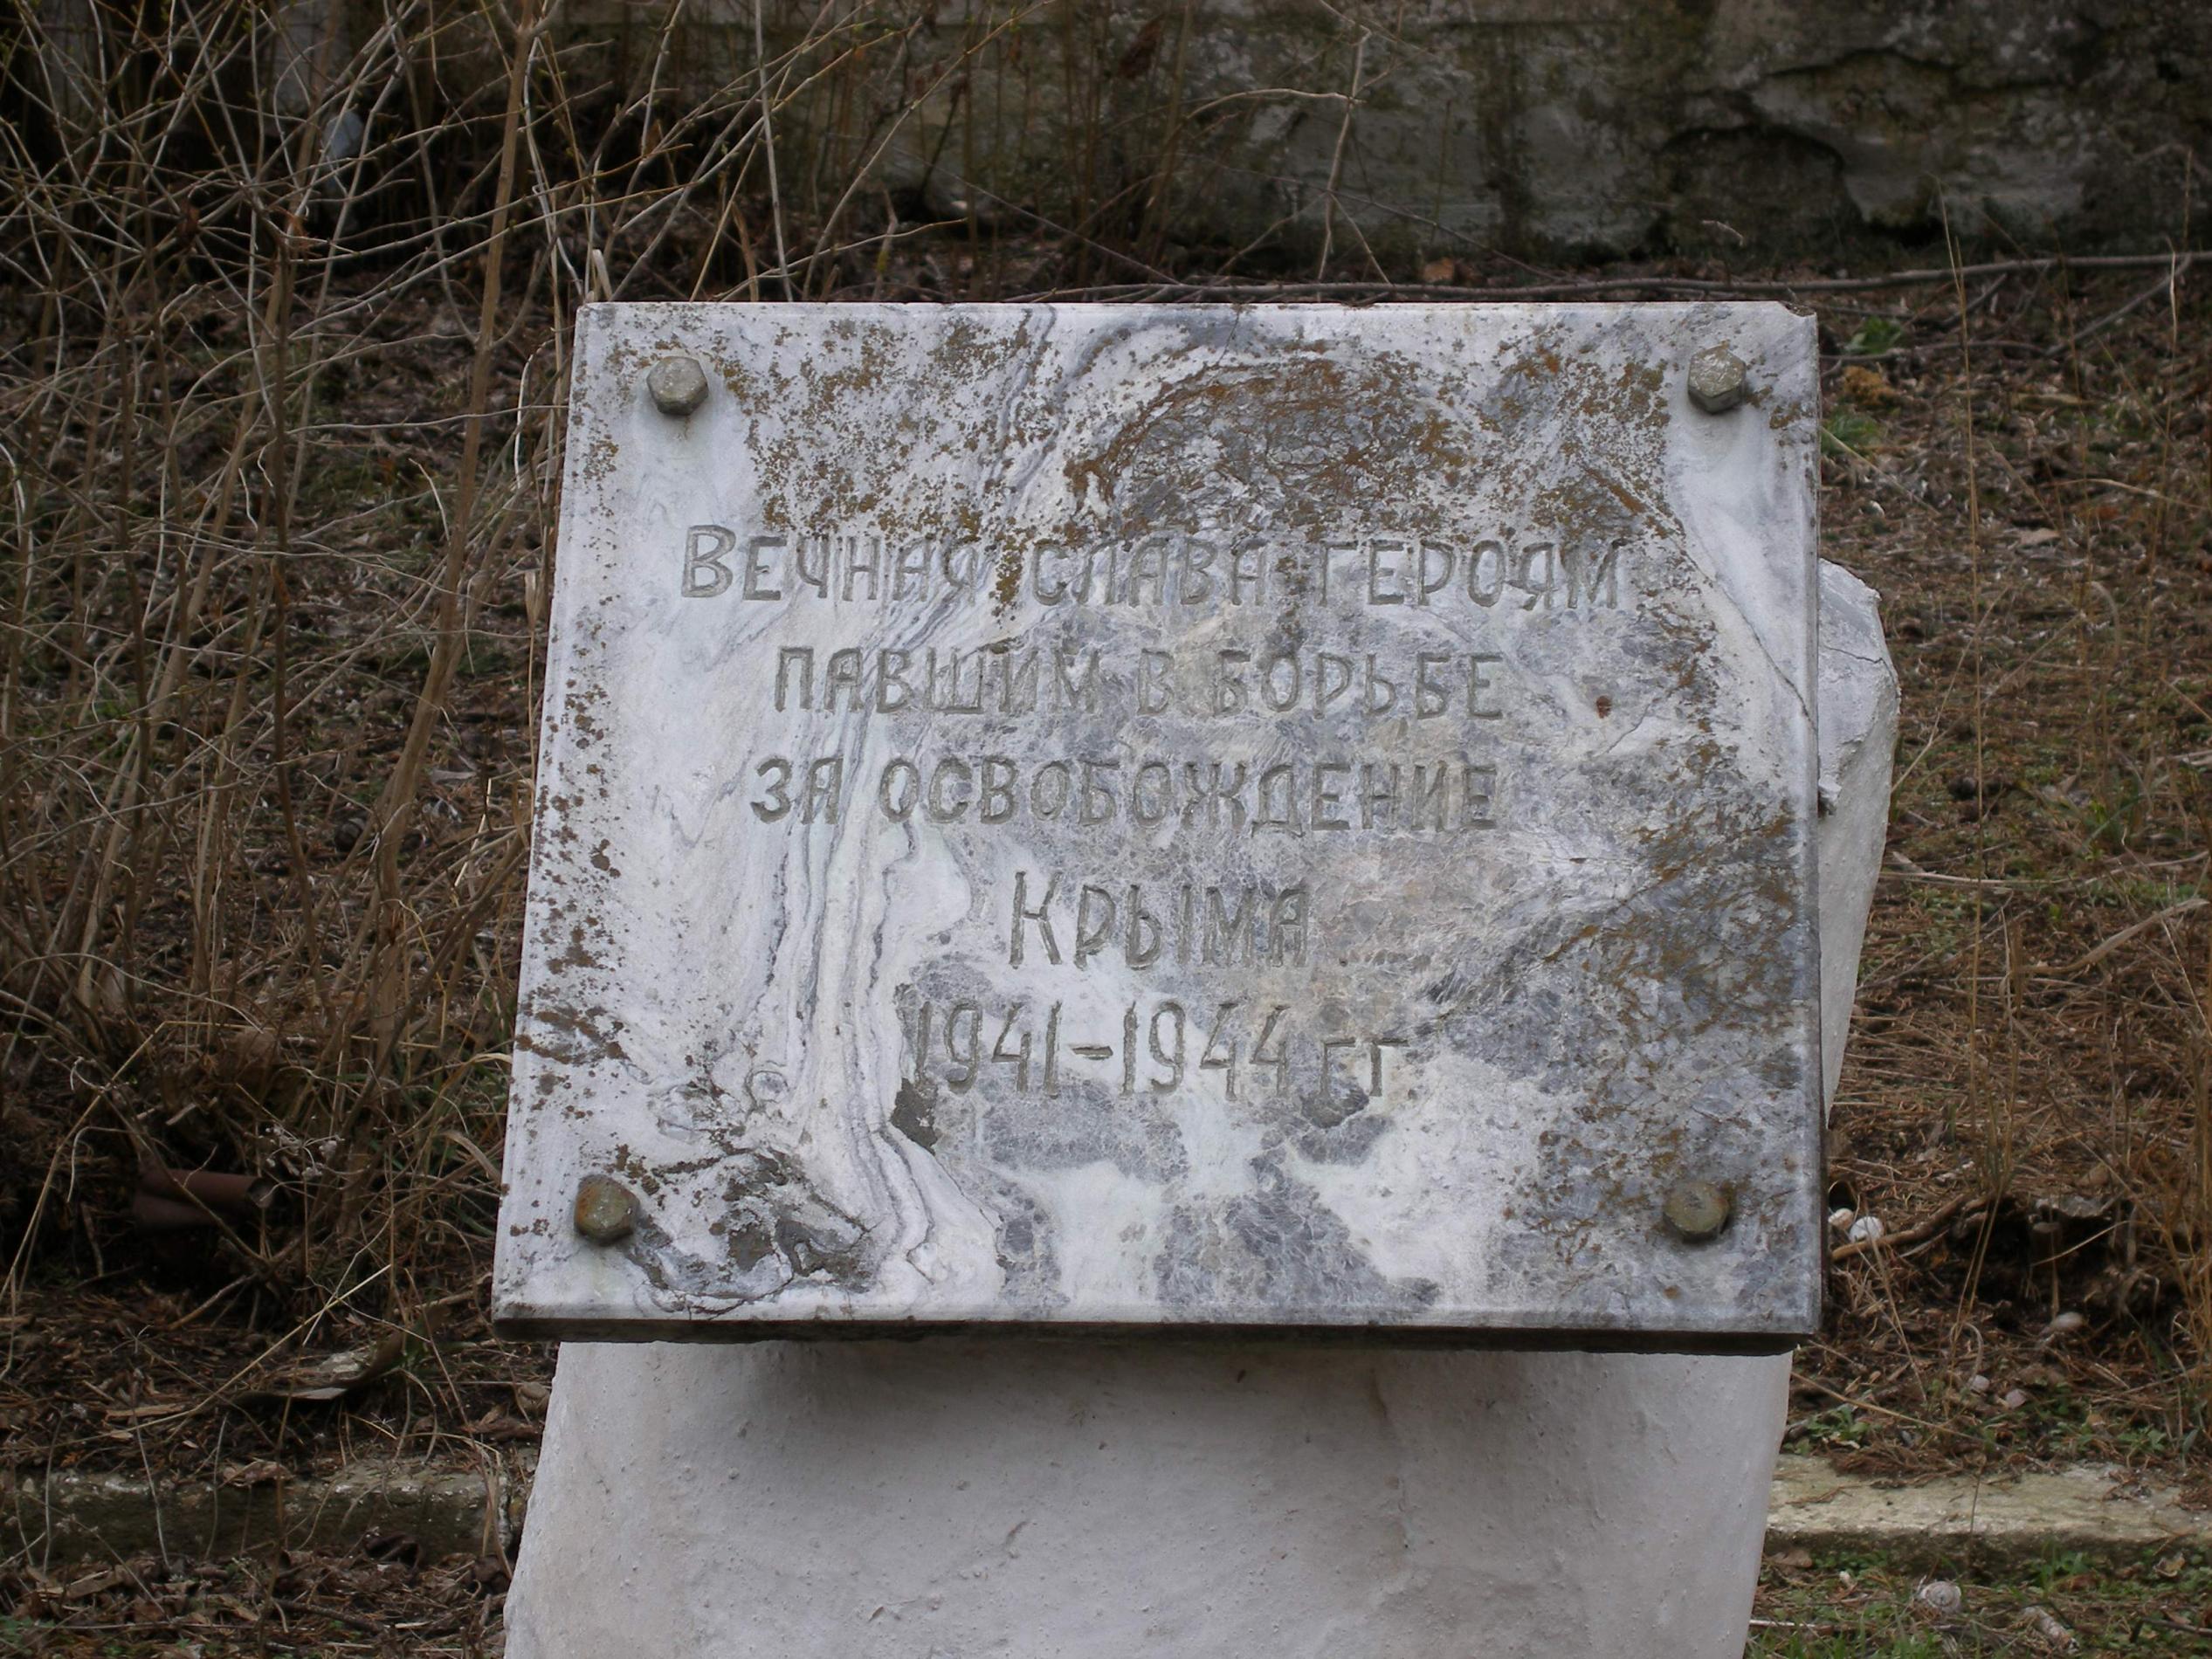 Вечная слава героям
павшим в борьбе
за освобождение
Крыма
1941-1944 гг